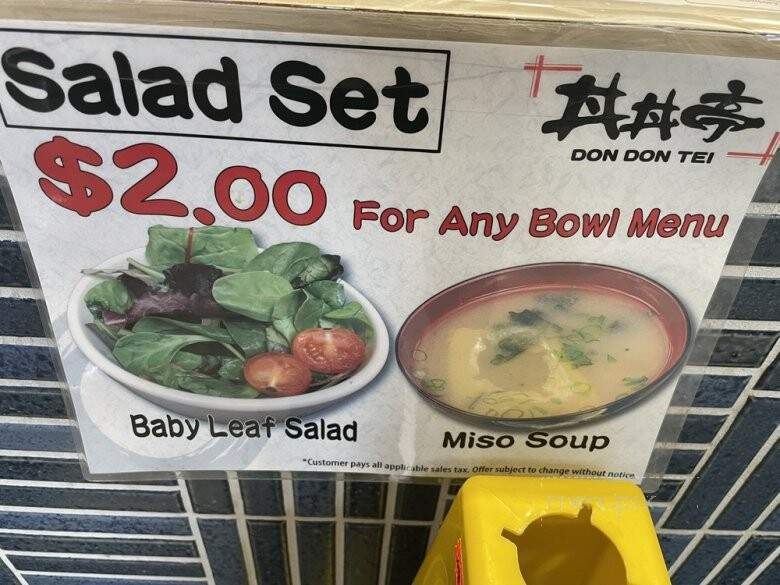 Salad Set
丼丼亭
DON DON TEI
$2.00 For Any Bowl Menu
Baby Leaf Salad
Miso Soup
*Customer pays all applicable sales tax. Offer subject to change without notice.